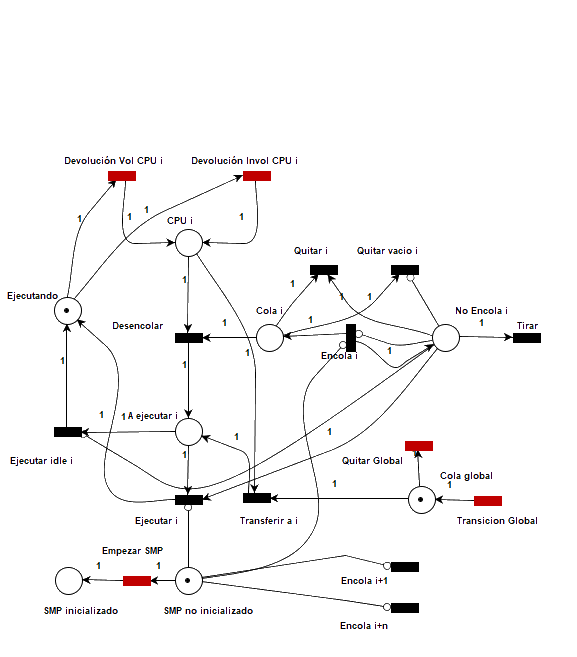 Devolución Vol CPU i
Devolución Invol CPU i
1
1
1
1
CPU i
Quitar i
Quitar vacio i
Ejecutando
1
1
1
1
Cola i
No Encola i
Desencolar
1
1
1
Tirar
1
1
Encola i
1
1
1
A ejecutar i
1
1
1
1
1
Ejecutar idle i
Quitar Global
Cola global
1
1
Ejecutar i
Transferir a i
Transicion Global
Empezar SMP
1
1
Encola i+1
SMP inicializado
SMP no inicializado
Encola i+n